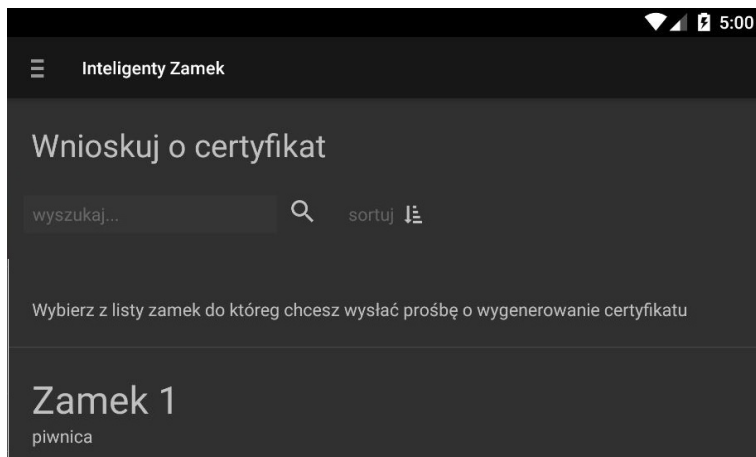 5:00
Inteligenty Zamek
Wnioskuj o certyfikat
wyszukaj...
sortuj
Wybierz z listy zamek do któreg chcesz wysłać prośbę o wygenerowanie certyfikatu
Zamek 1
piwnica